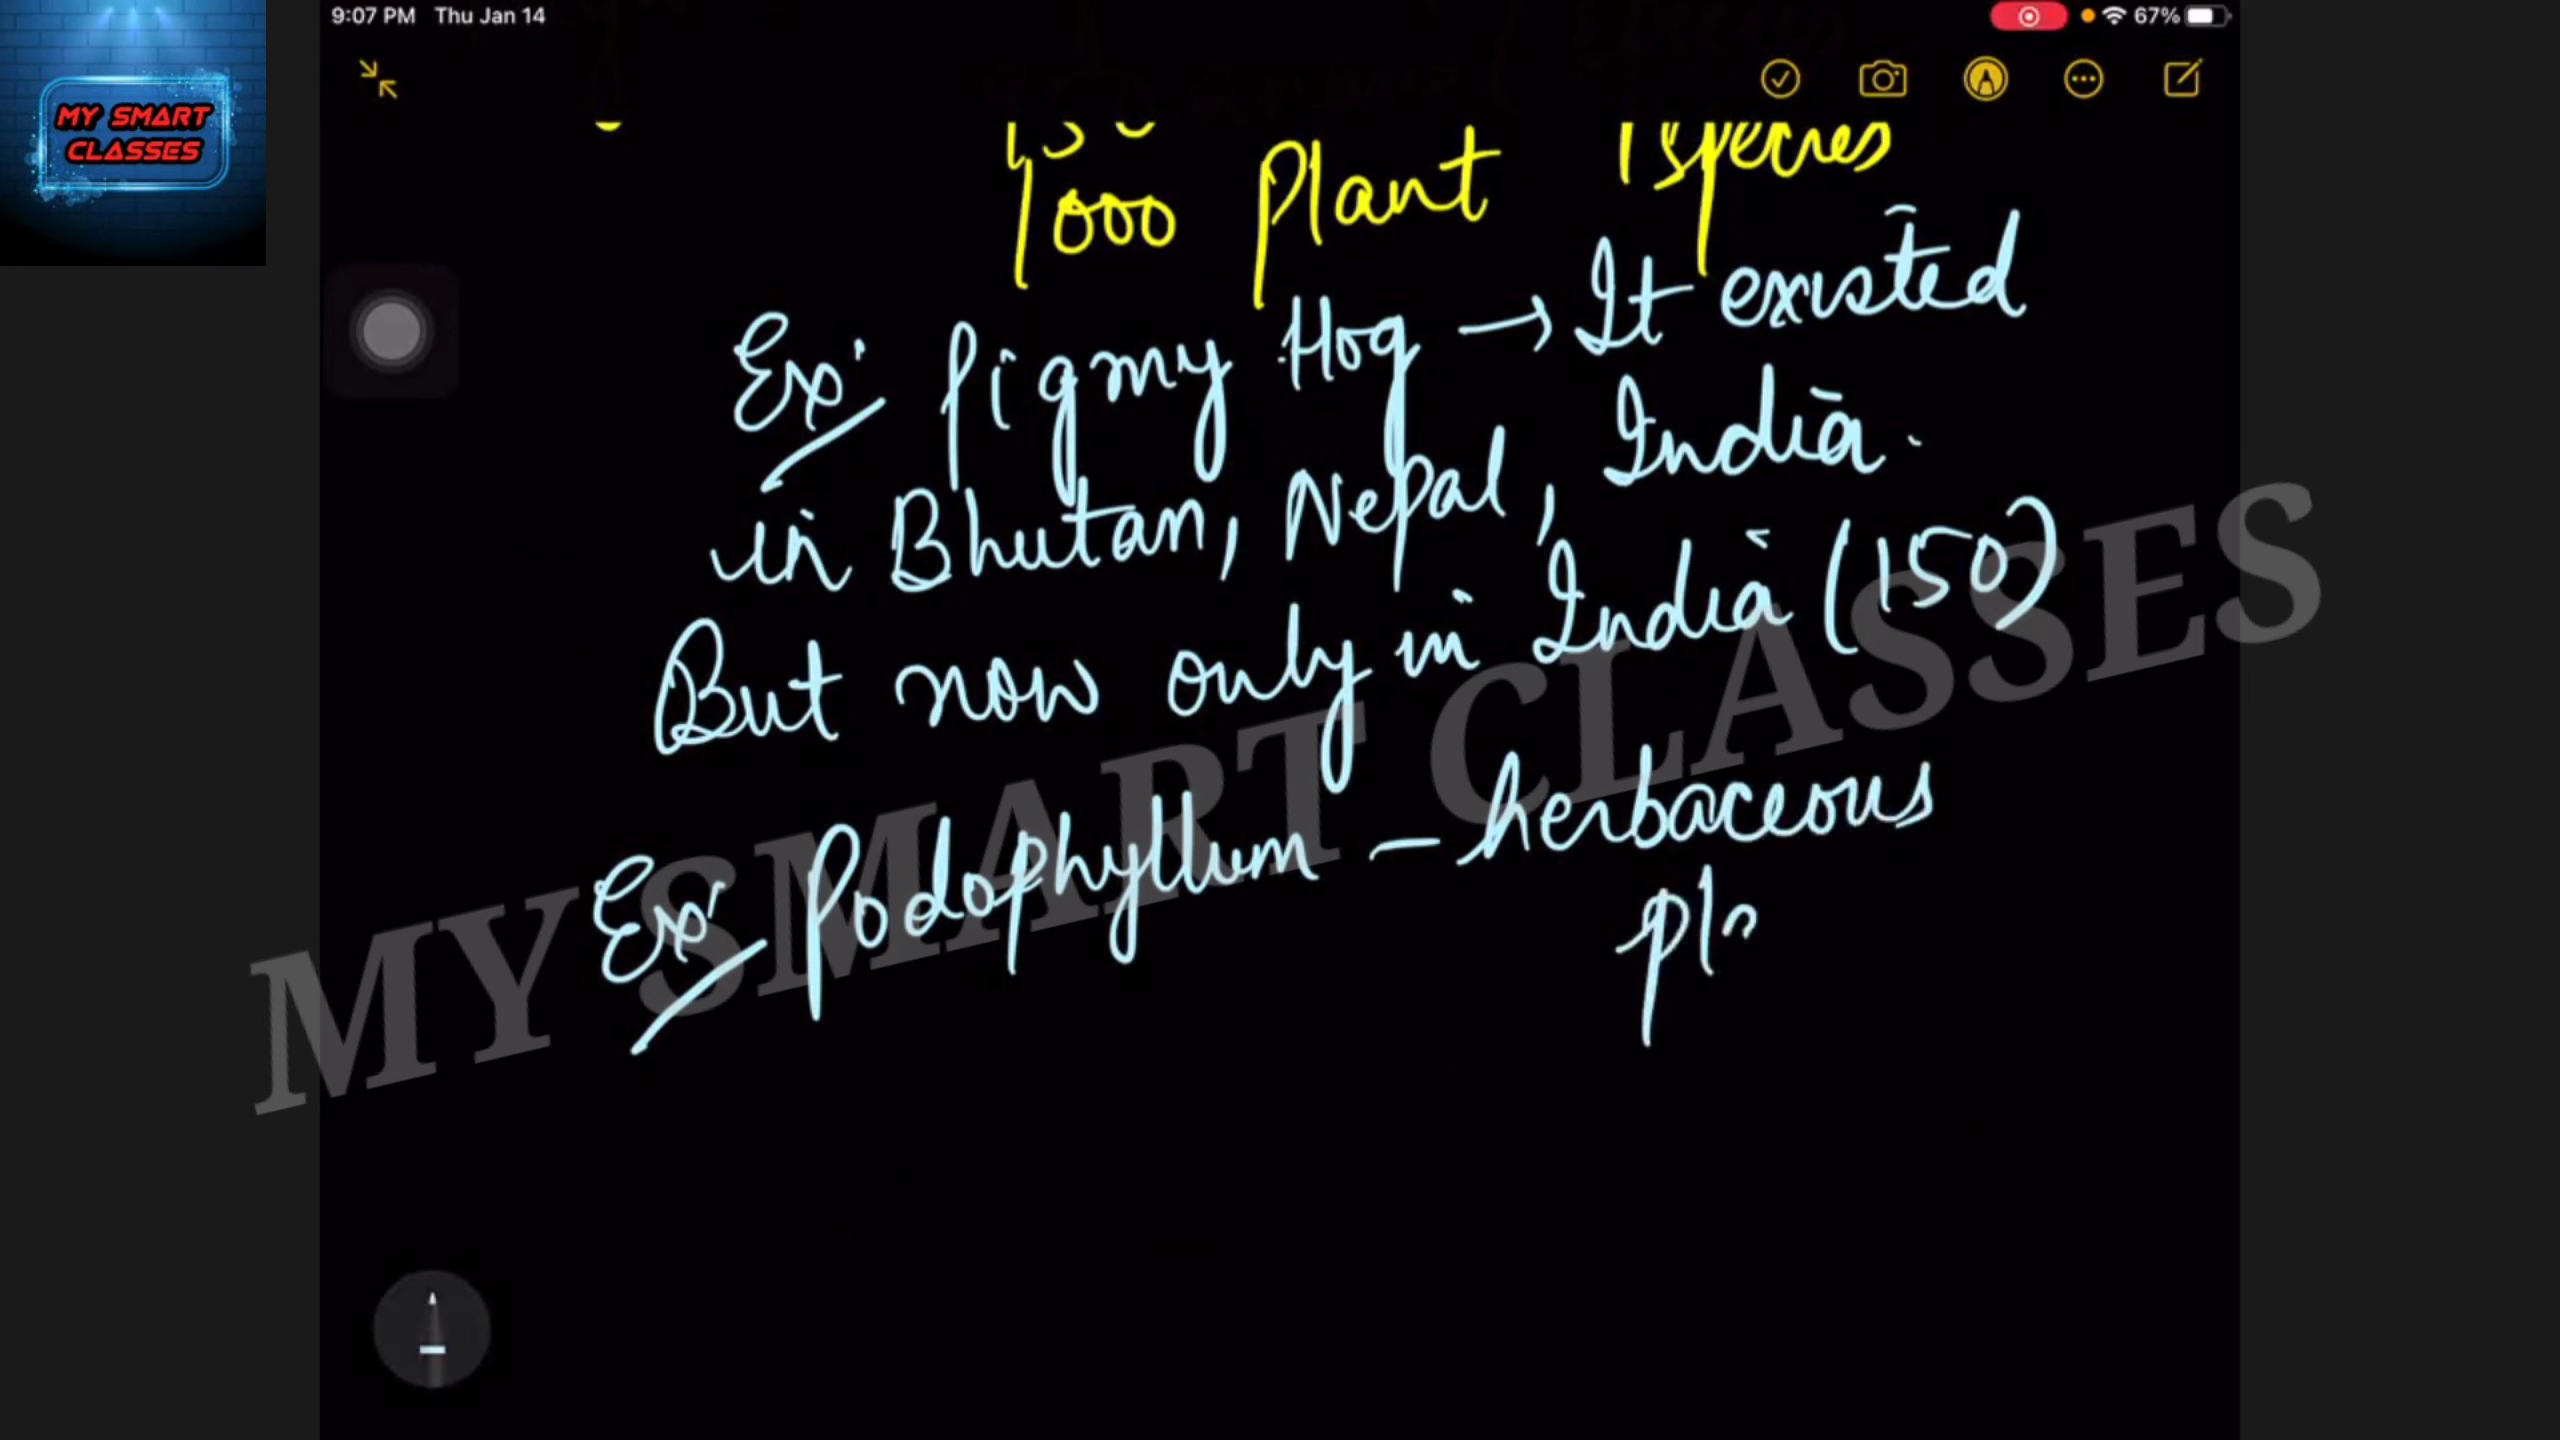 9:07 PM Thu Jan 14
67%
MY SMART
CLASSES
species
1000 Plant
Ex: Pigmy Hog → It existed
in Bhutan, Nepal, India.
But now only in India (150)
Ex: Podophyllum - herbaceous
pla
MY SMART CLASSES